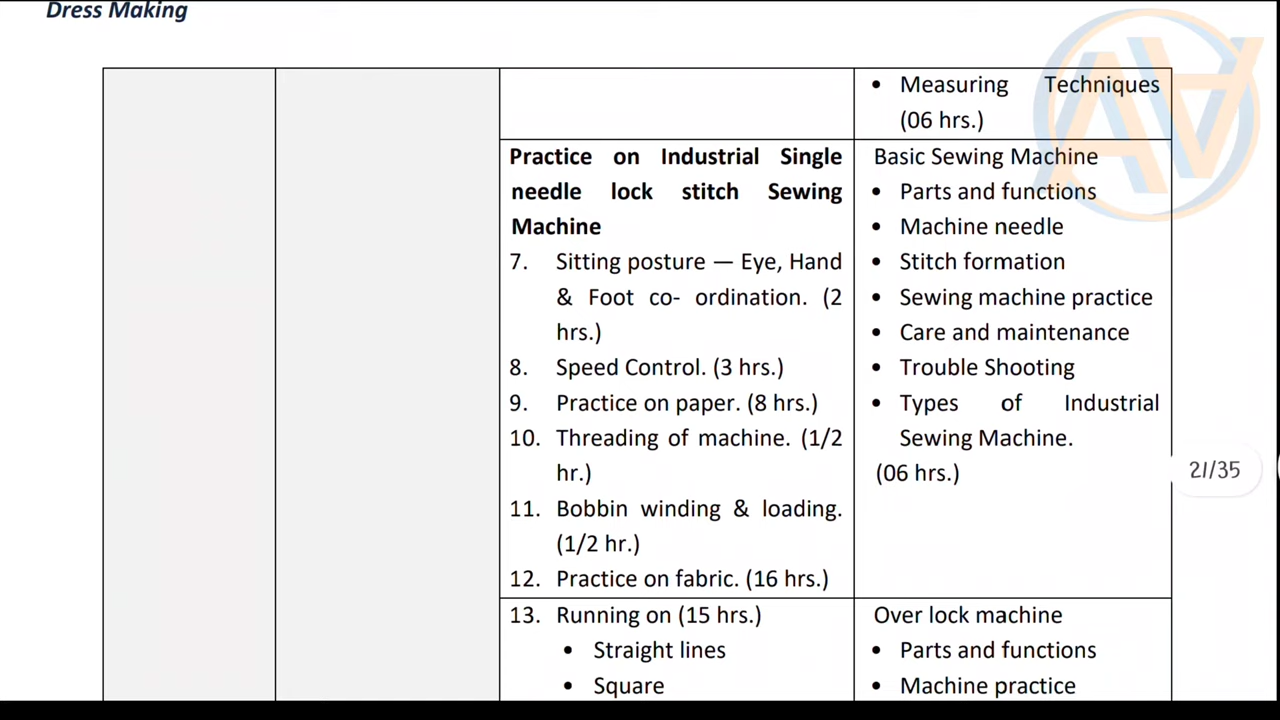 Dress Making
• Measuring Techniques
(06 hrs.)
Practice on Industrial Single
needle lock stitch Sewing
Machine
7. Sitting posture — Eye, Hand
& Foot co- ordination. (2
hrs.)
8. Speed Control. (3 hrs.)
9. Practice on paper. (8 hrs.)
10. Threading of machine. (1/2
hr.)
11. Bobbin winding & loading.
(1/2 hr.)
12. Practice on fabric. (16 hrs.)
Basic Sewing Machine
• Parts and functions
• Machine needle
• Stitch formation
• Sewing machine practice
• Care and maintenance
• Trouble Shooting
• Types of Industrial
Sewing Machine.
(06 hrs.)
13. Running on (15 hrs.)
• Straight lines
• Square
Over lock machine
• Parts and functions
• Machine practice
21/35